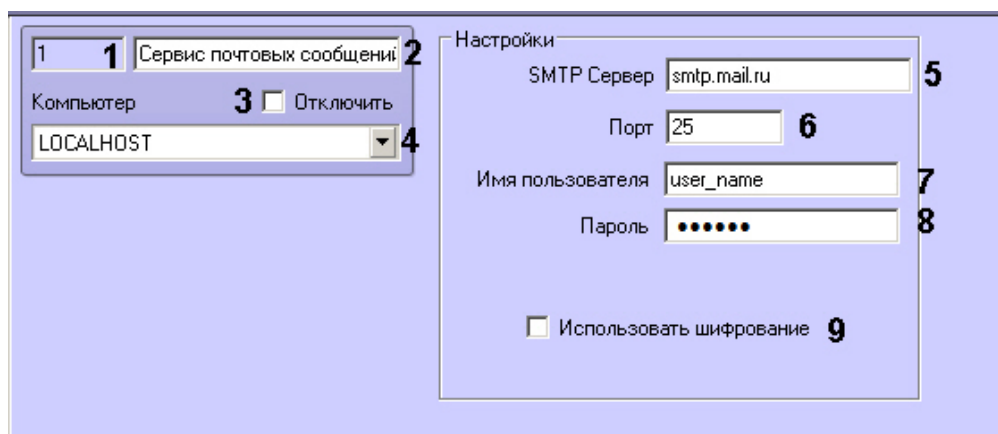 1 1 Сервис почтовых сообщений 2
Компьютер 3 Отключить
LOCALHOST 4
Настройки
SMTP Сервер smtp.mail.ru 5
Порт 25 6
Имя пользователя user_name 7
Пароль •••••• 8
Использовать шифрование 9